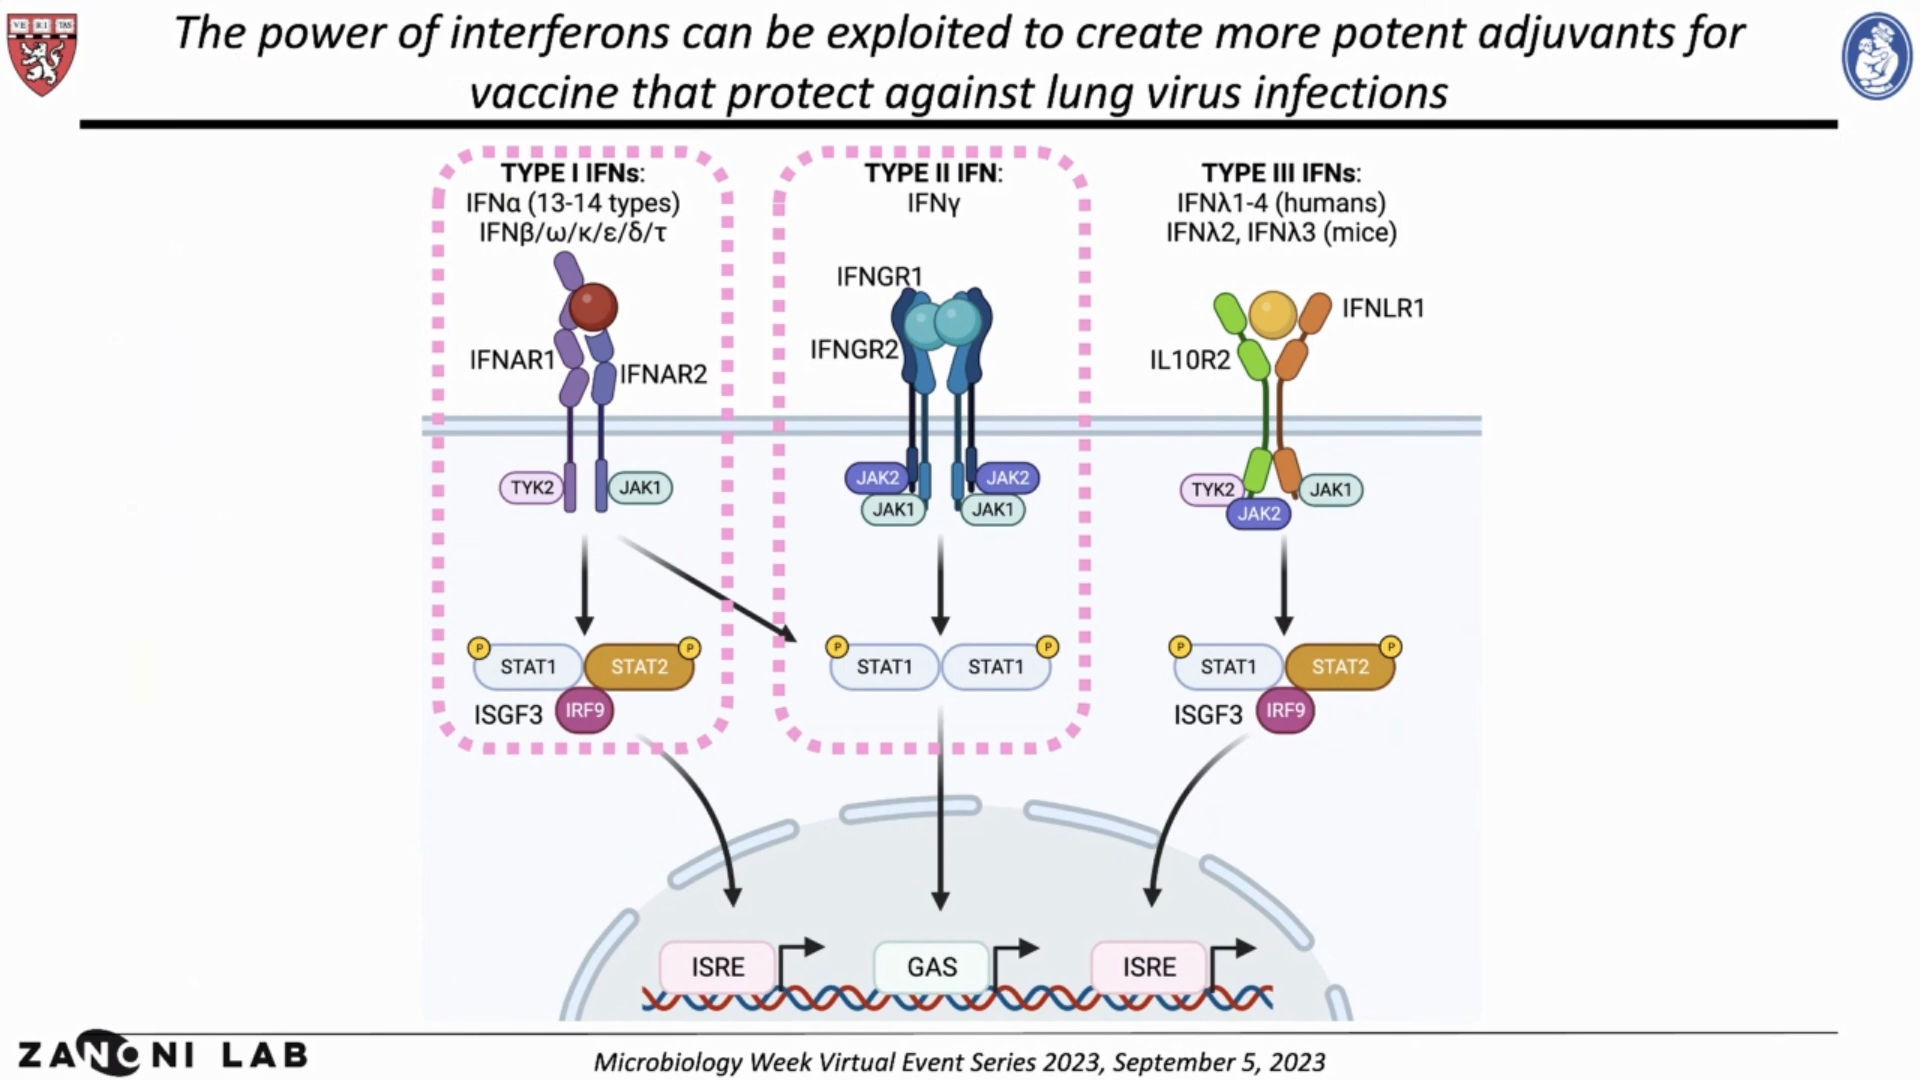 VE RI TAS
The power of interferons can be exploited to create more potent adjuvants for
vaccine that protect against lung virus infections
TYPE I IFNs:
IFNα (13-14 types)
IFNβ/ω/κ/ε/δ/τ
IFNAR1
IFNAR2
TYK2
JAK1
P
P
STAT1
STAT2
ISGF3
IRF9
TYPE II IFN:
IFNγ
IFNGR1
IFNGR2
JAK2
JAK2
JAK1
JAK1
P
P
STAT1
STAT1
TYPE III IFNs:
IFNλ1-4 (humans)
IFNλ2, IFNλ3 (mice)
IFNLR1
IL10R2
TYK2
JAK1
JAK2
P
P
STAT1
STAT2
ISGF3
IRF9
ISRE
GAS
ISRE
ZANONI LAB
Microbiology Week Virtual Event Series 2023, September 5, 2023